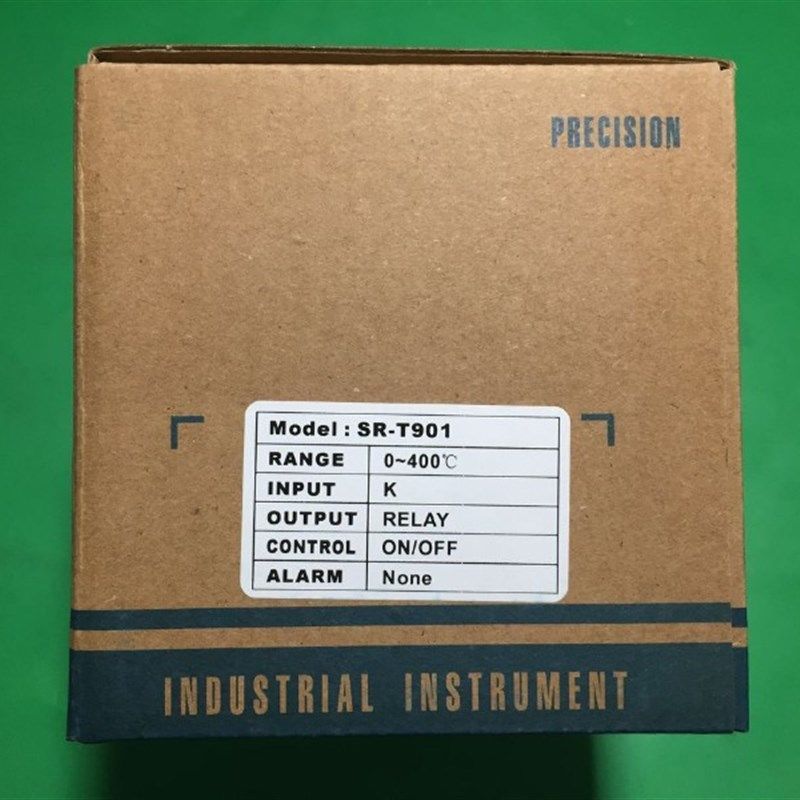 PRECISION
Model : SR-T901
RANGE 0~400℃
INPUT K
OUTPUT RELAY
CONTROL ON/OFF
ALARM None
INDUSTRIAL INSTRUMENT